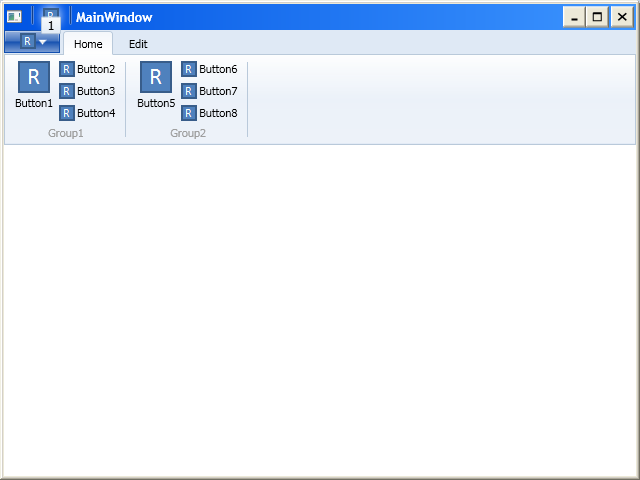 R
1
MainWindow
R
Home
Edit
R
Button1
R Button2
R Button3
R Button4
Group1
R
Button5
R Button6
R Button7
R Button8
Group2